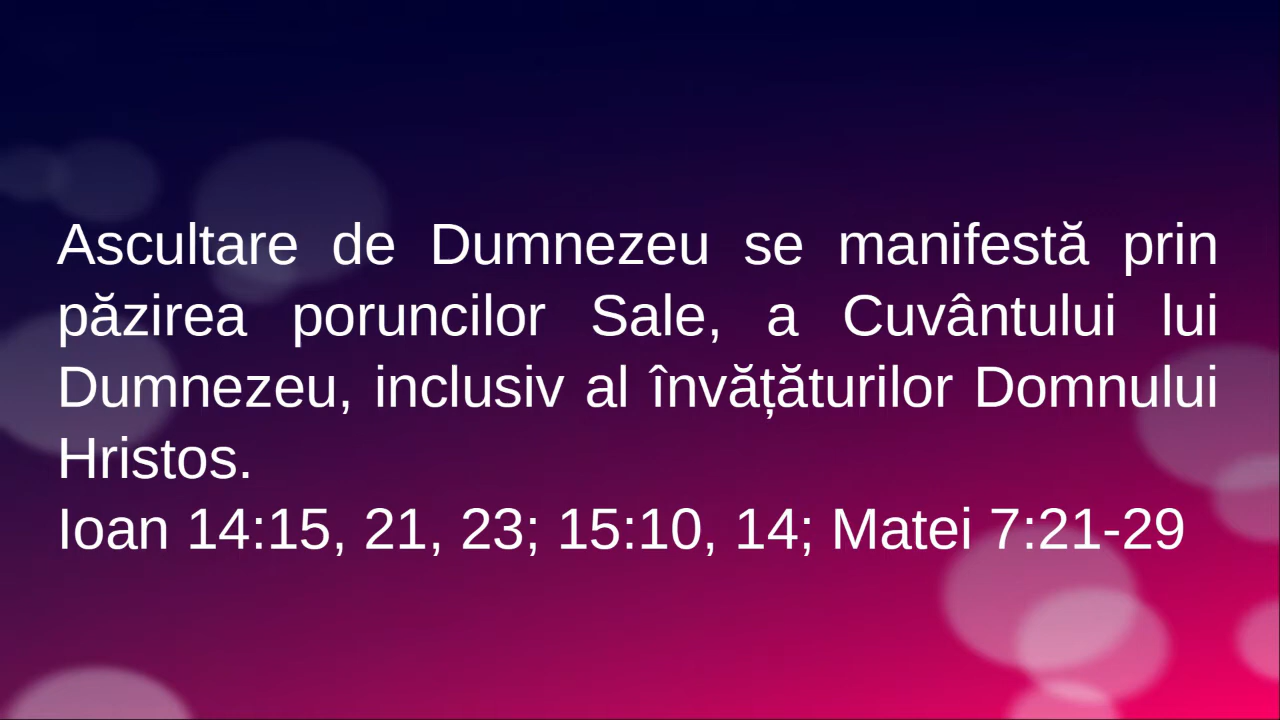 Ascultare de Dumnezeu se manifestă prin
păzirea poruncilor Sale, a Cuvântului lui
Dumnezeu, inclusiv al învățăturilor Domnului
Hristos.
Ioan 14:15, 21, 23; 15:10, 14; Matei 7:21-29